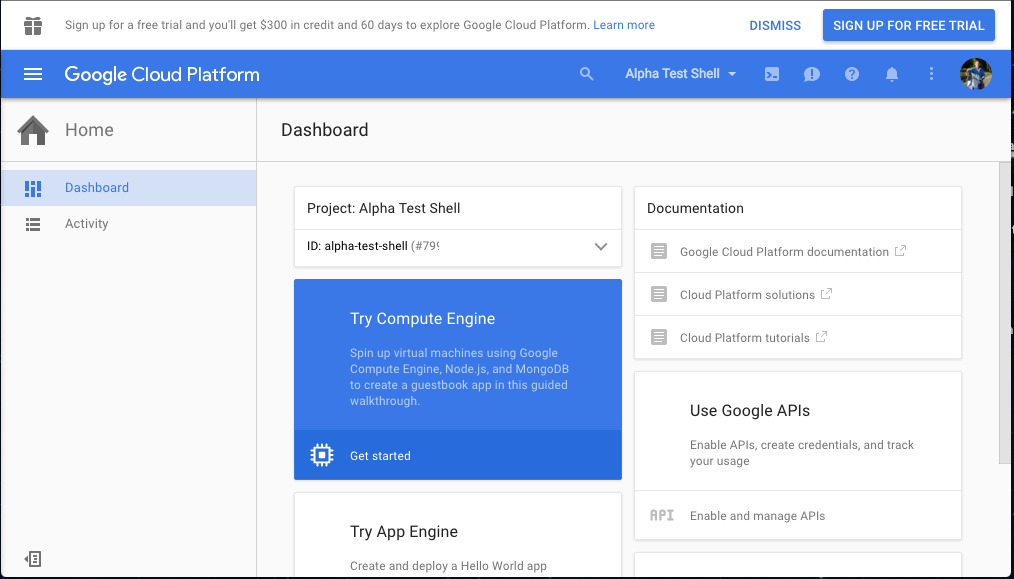 Sign up for a free trial and you'll get $300 in credit and 60 days to explore Google Cloud Platform. Learn more
DISMISS
SIGN UP FOR FREE TRIAL
Google Cloud Platform
Alpha Test Shell
Home
Dashboard
Dashboard
Activity
Project: Alpha Test Shell
ID: alpha-test-shell (#799
Try Compute Engine
Spin up virtual machines using Google
Compute Engine, Node.js, and MongoDB
to create a guestbook app in this guided
walkthrough.
Get started
Try App Engine
Create and deploy a Hello World app
Documentation
Google Cloud Platform documentation
Cloud Platform solutions
Cloud Platform tutorials
Use Google APIs
Enable APIs, create credentials, and track
your usage
API
Enable and manage APIs